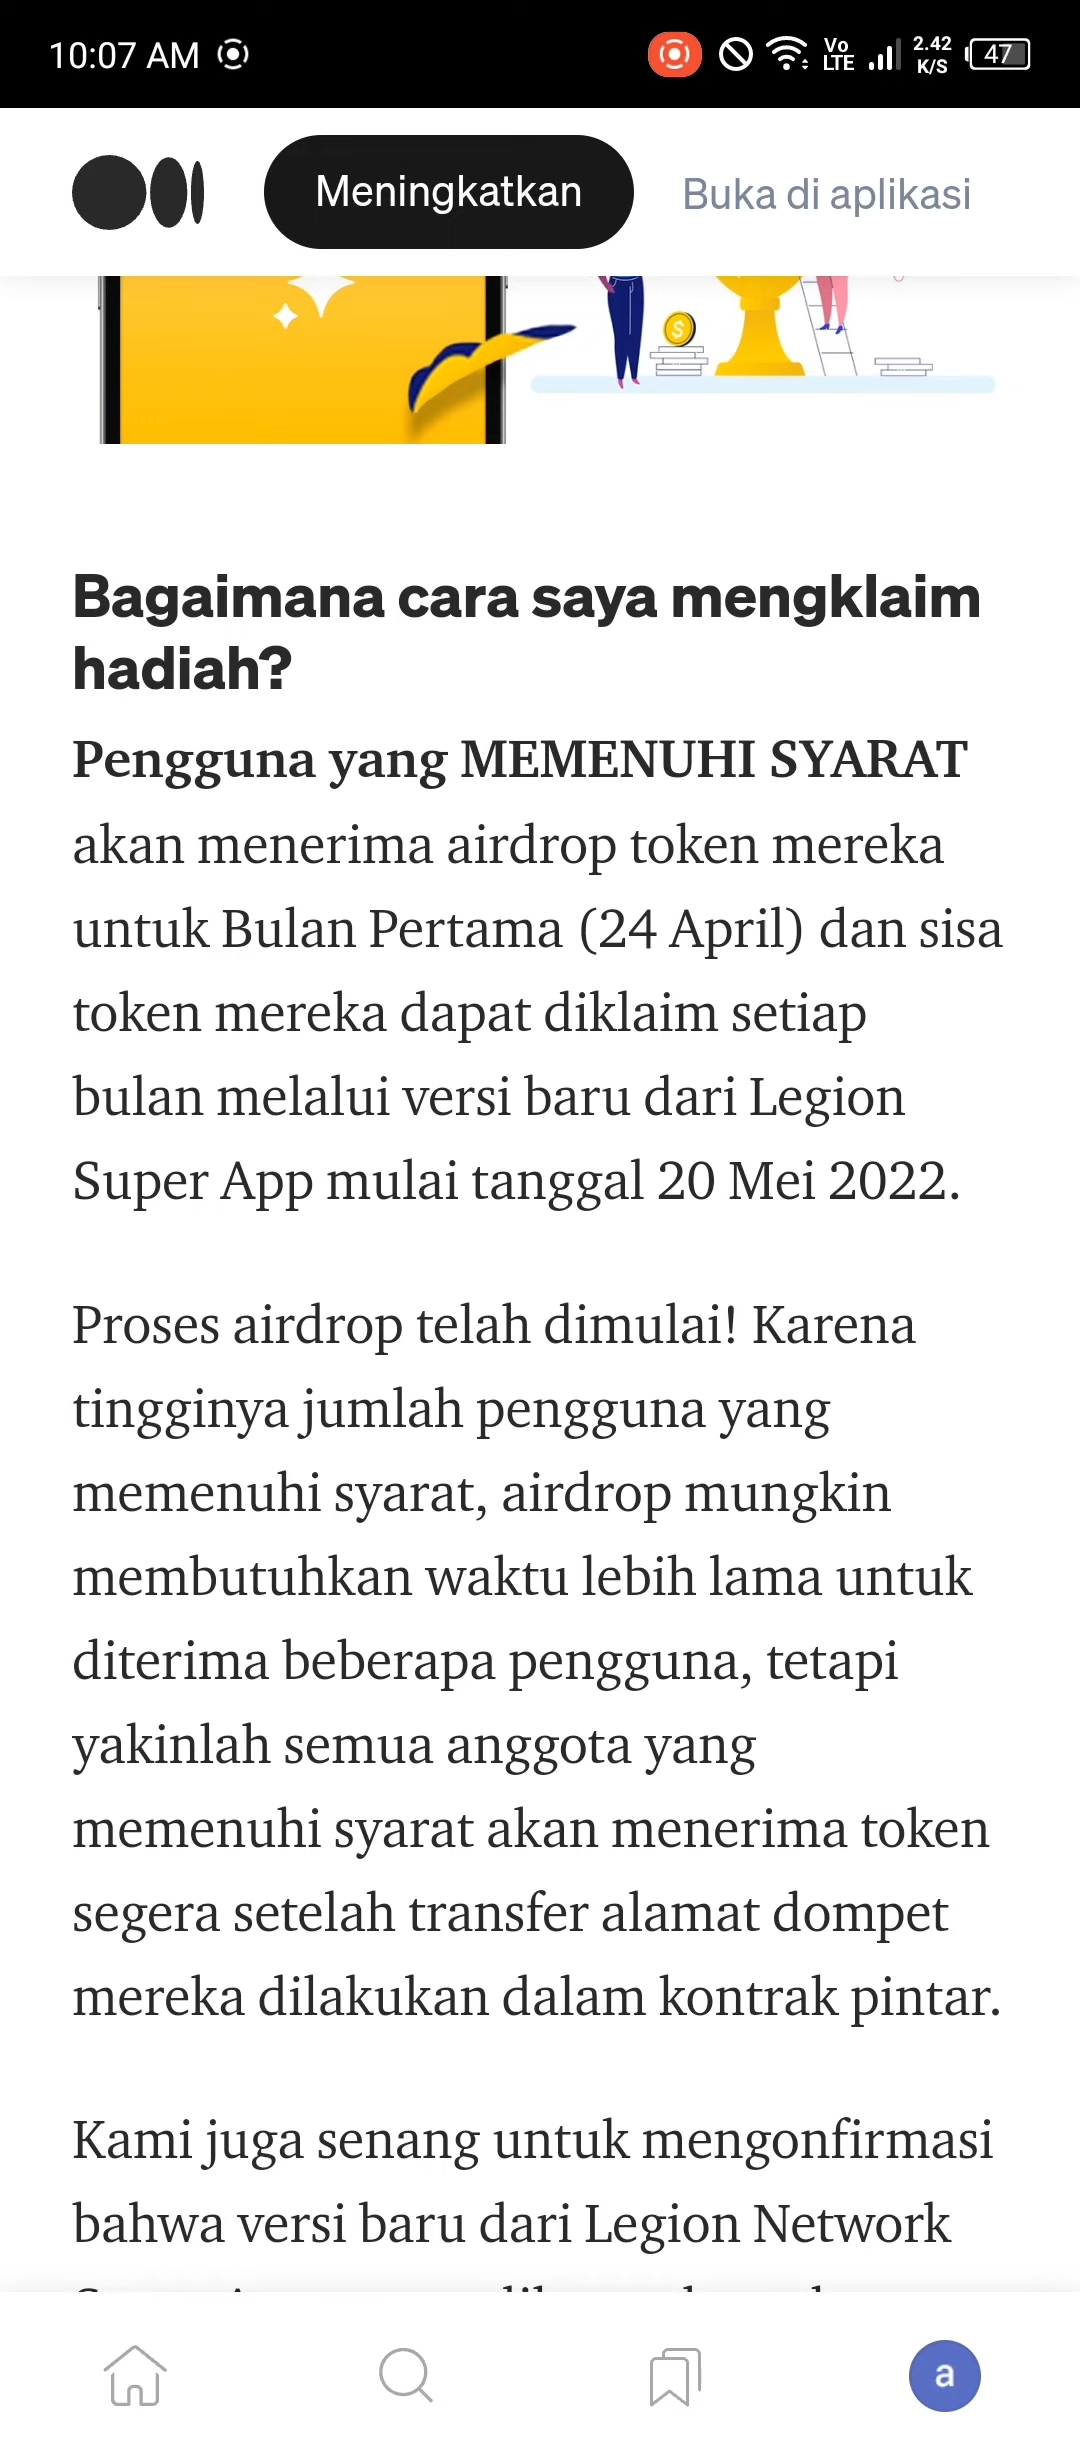 10:07 AM
Vo
LTE
2.42
K/S
47
Meningkatkan
Buka di aplikasi
$
Bagaimana cara saya mengklaim
hadiah?
Pengguna yang MEMENUHI SYARAT
akan menerima airdrop token mereka
untuk Bulan Pertama (24 April) dan sisa
token mereka dapat diklaim setiap
bulan melalui versi baru dari Legion
Super App mulai tanggal 20 Mei 2022.
Proses airdrop telah dimulai! Karena
tingginya jumlah pengguna yang
memenuhi syarat, airdrop mungkin
membutuhkan waktu lebih lama untuk
diterima beberapa pengguna, tetapi
yakinlah semua anggota yang
memenuhi syarat akan menerima token
segera setelah transfer alamat dompet
mereka dilakukan dalam kontrak pintar.
Kami juga senang untuk mengonfirmasi
bahwa versi baru dari Legion Network
a